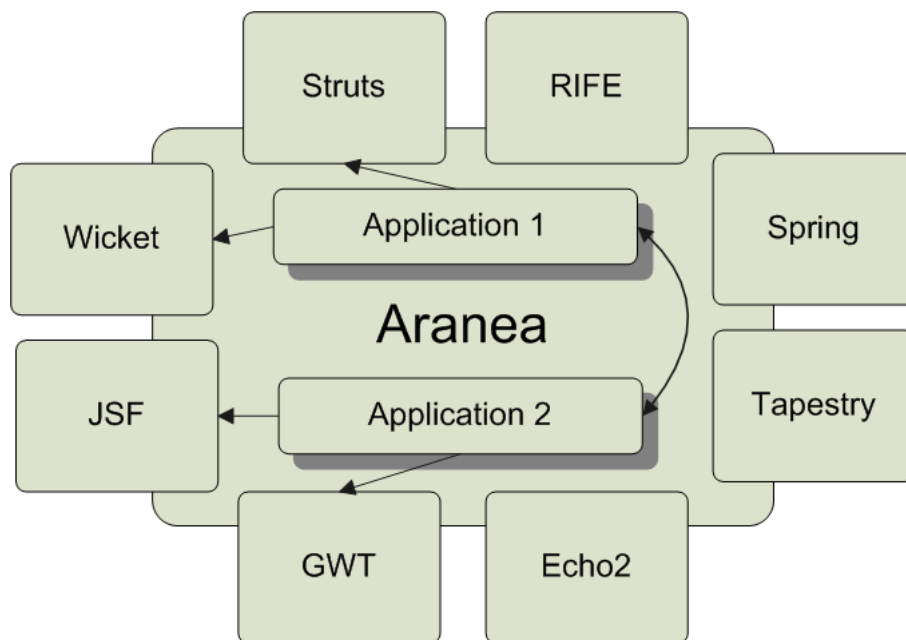 Struts
RIFE
Wicket
Application 1
Spring
Aranea
JSF
Application 2
Tapestry
GWT
Echo2